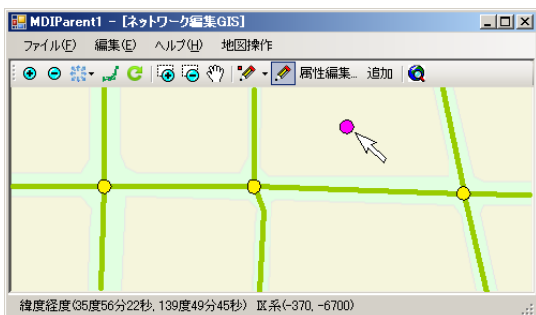 MDIParent1 - [ネットワーク編集GIS]
ファイル(F) 編集(E) ヘルプ(H) 地図操作
属性編集... 追加
緯度経度(35度56分22秒, 139度49分45秒) Ⅸ系(-370, -6700)